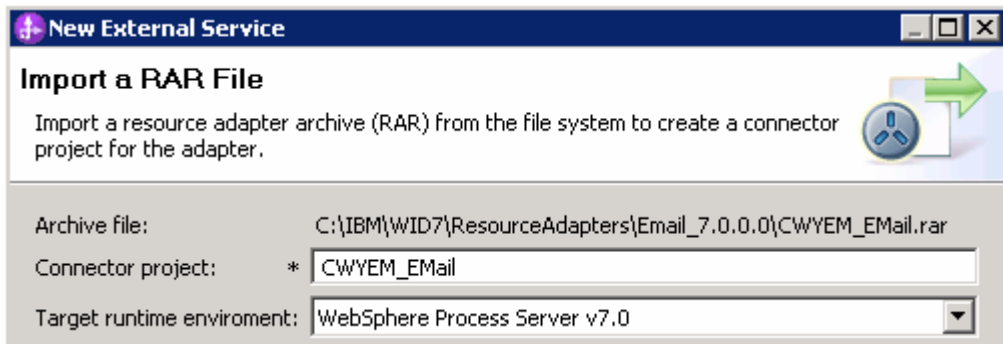 New External Service
Import a RAR File
Import a resource adapter archive (RAR) from the file system to create a connector
project for the adapter.
Archive file: C:\IBM\WID7\ResourceAdapters\Email_7.0.0.0\CWYEM_EMail.rar
Connector project: * CWYEM_EMail
Target runtime enviroment: WebSphere Process Server v7.0